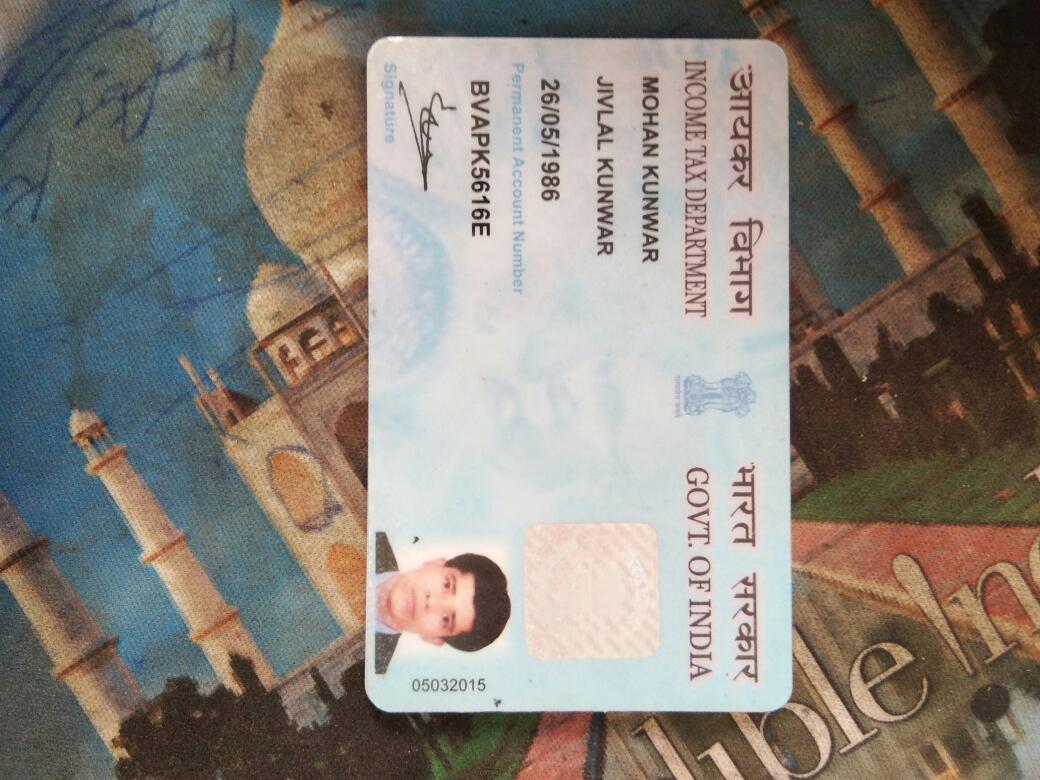 आयकर विभाग
INCOME TAX DEPARTMENT
भारत सरकार
GOVT. OF INDIA
MOHAN KUNWAR
JIVLAL KUNWAR
26/05/1986
Permanent Account Number
BVAPK5616E
Signature
05032015